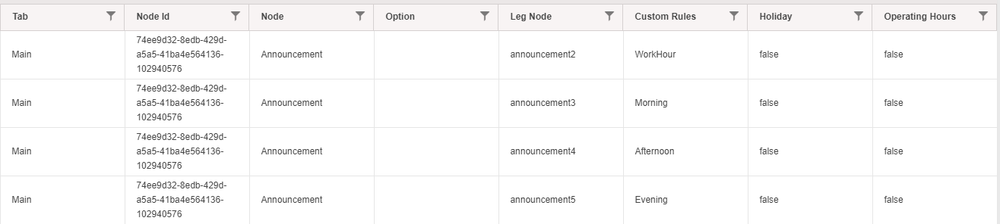 Tab Node Id Node Option Leg Node Custom Rules Holiday Operating Hours
74ee9d32-8edb-429d-
Main a5a5-41ba4e564136- Announcement announcement2 WorkHour false false
102940576
74ee9d32-8edb-429d-
Main a5a5-41ba4e564136- Announcement announcement3 Morning false false
102940576
74ee9d32-8edb-429d-
Main a5a5-41ba4e564136- Announcement announcement4 Afternoon false false
102940576
74ee9d32-8edb-429d-
Main a5a5-41ba4e564136- Announcement announcement5 Evening false false
102940576